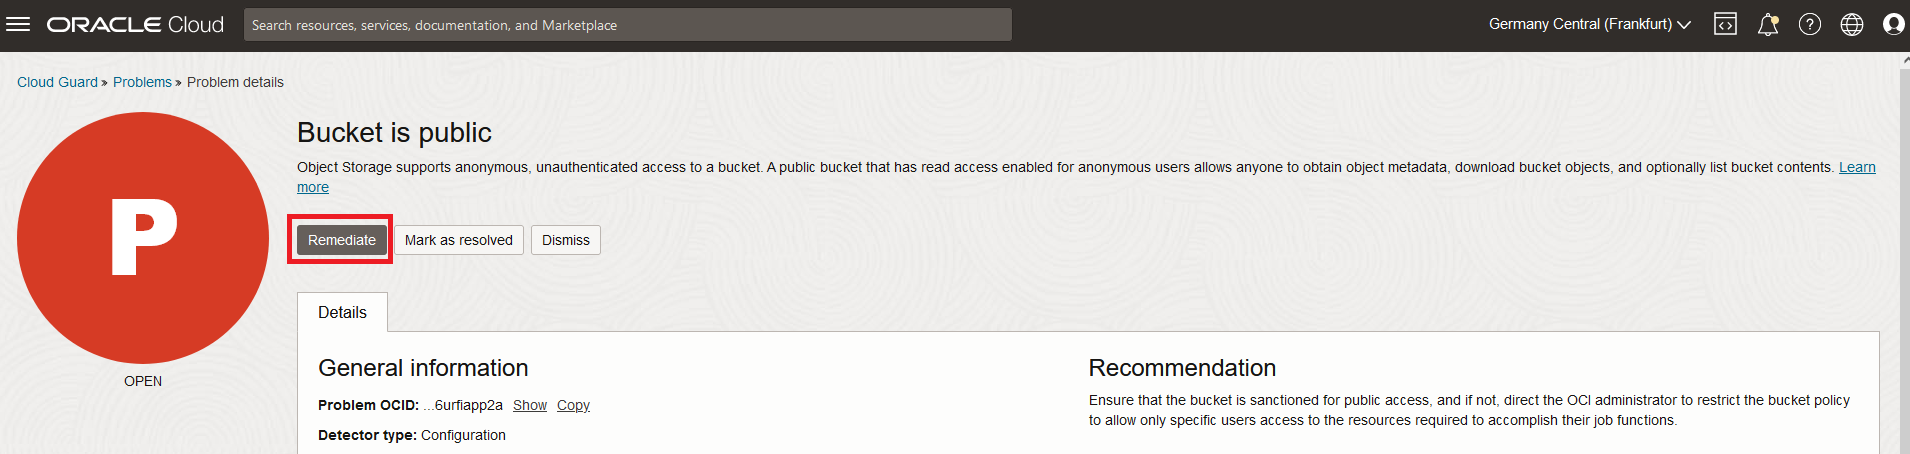 ORACLE Cloud
Search resources, services, documentation, and Marketplace
Germany Central (Frankfurt)
Cloud Guard » Problems » Problem details
P
OPEN
Bucket is public
Object Storage supports anonymous, unauthenticated access to a bucket. A public bucket that has read access enabled for anonymous users allows anyone to obtain object metadata, download bucket objects, and optionally list bucket contents. Learn
more
Remediate Mark as resolved Dismiss
Details
General information
Problem OCID: ...6urfiapp2a Show Copy
Detector type: Configuration
Recommendation
Ensure that the bucket is sanctioned for public access, and if not, direct the OCI administrator to restrict the bucket policy
to allow only specific users access to the resources required to accomplish their job functions.